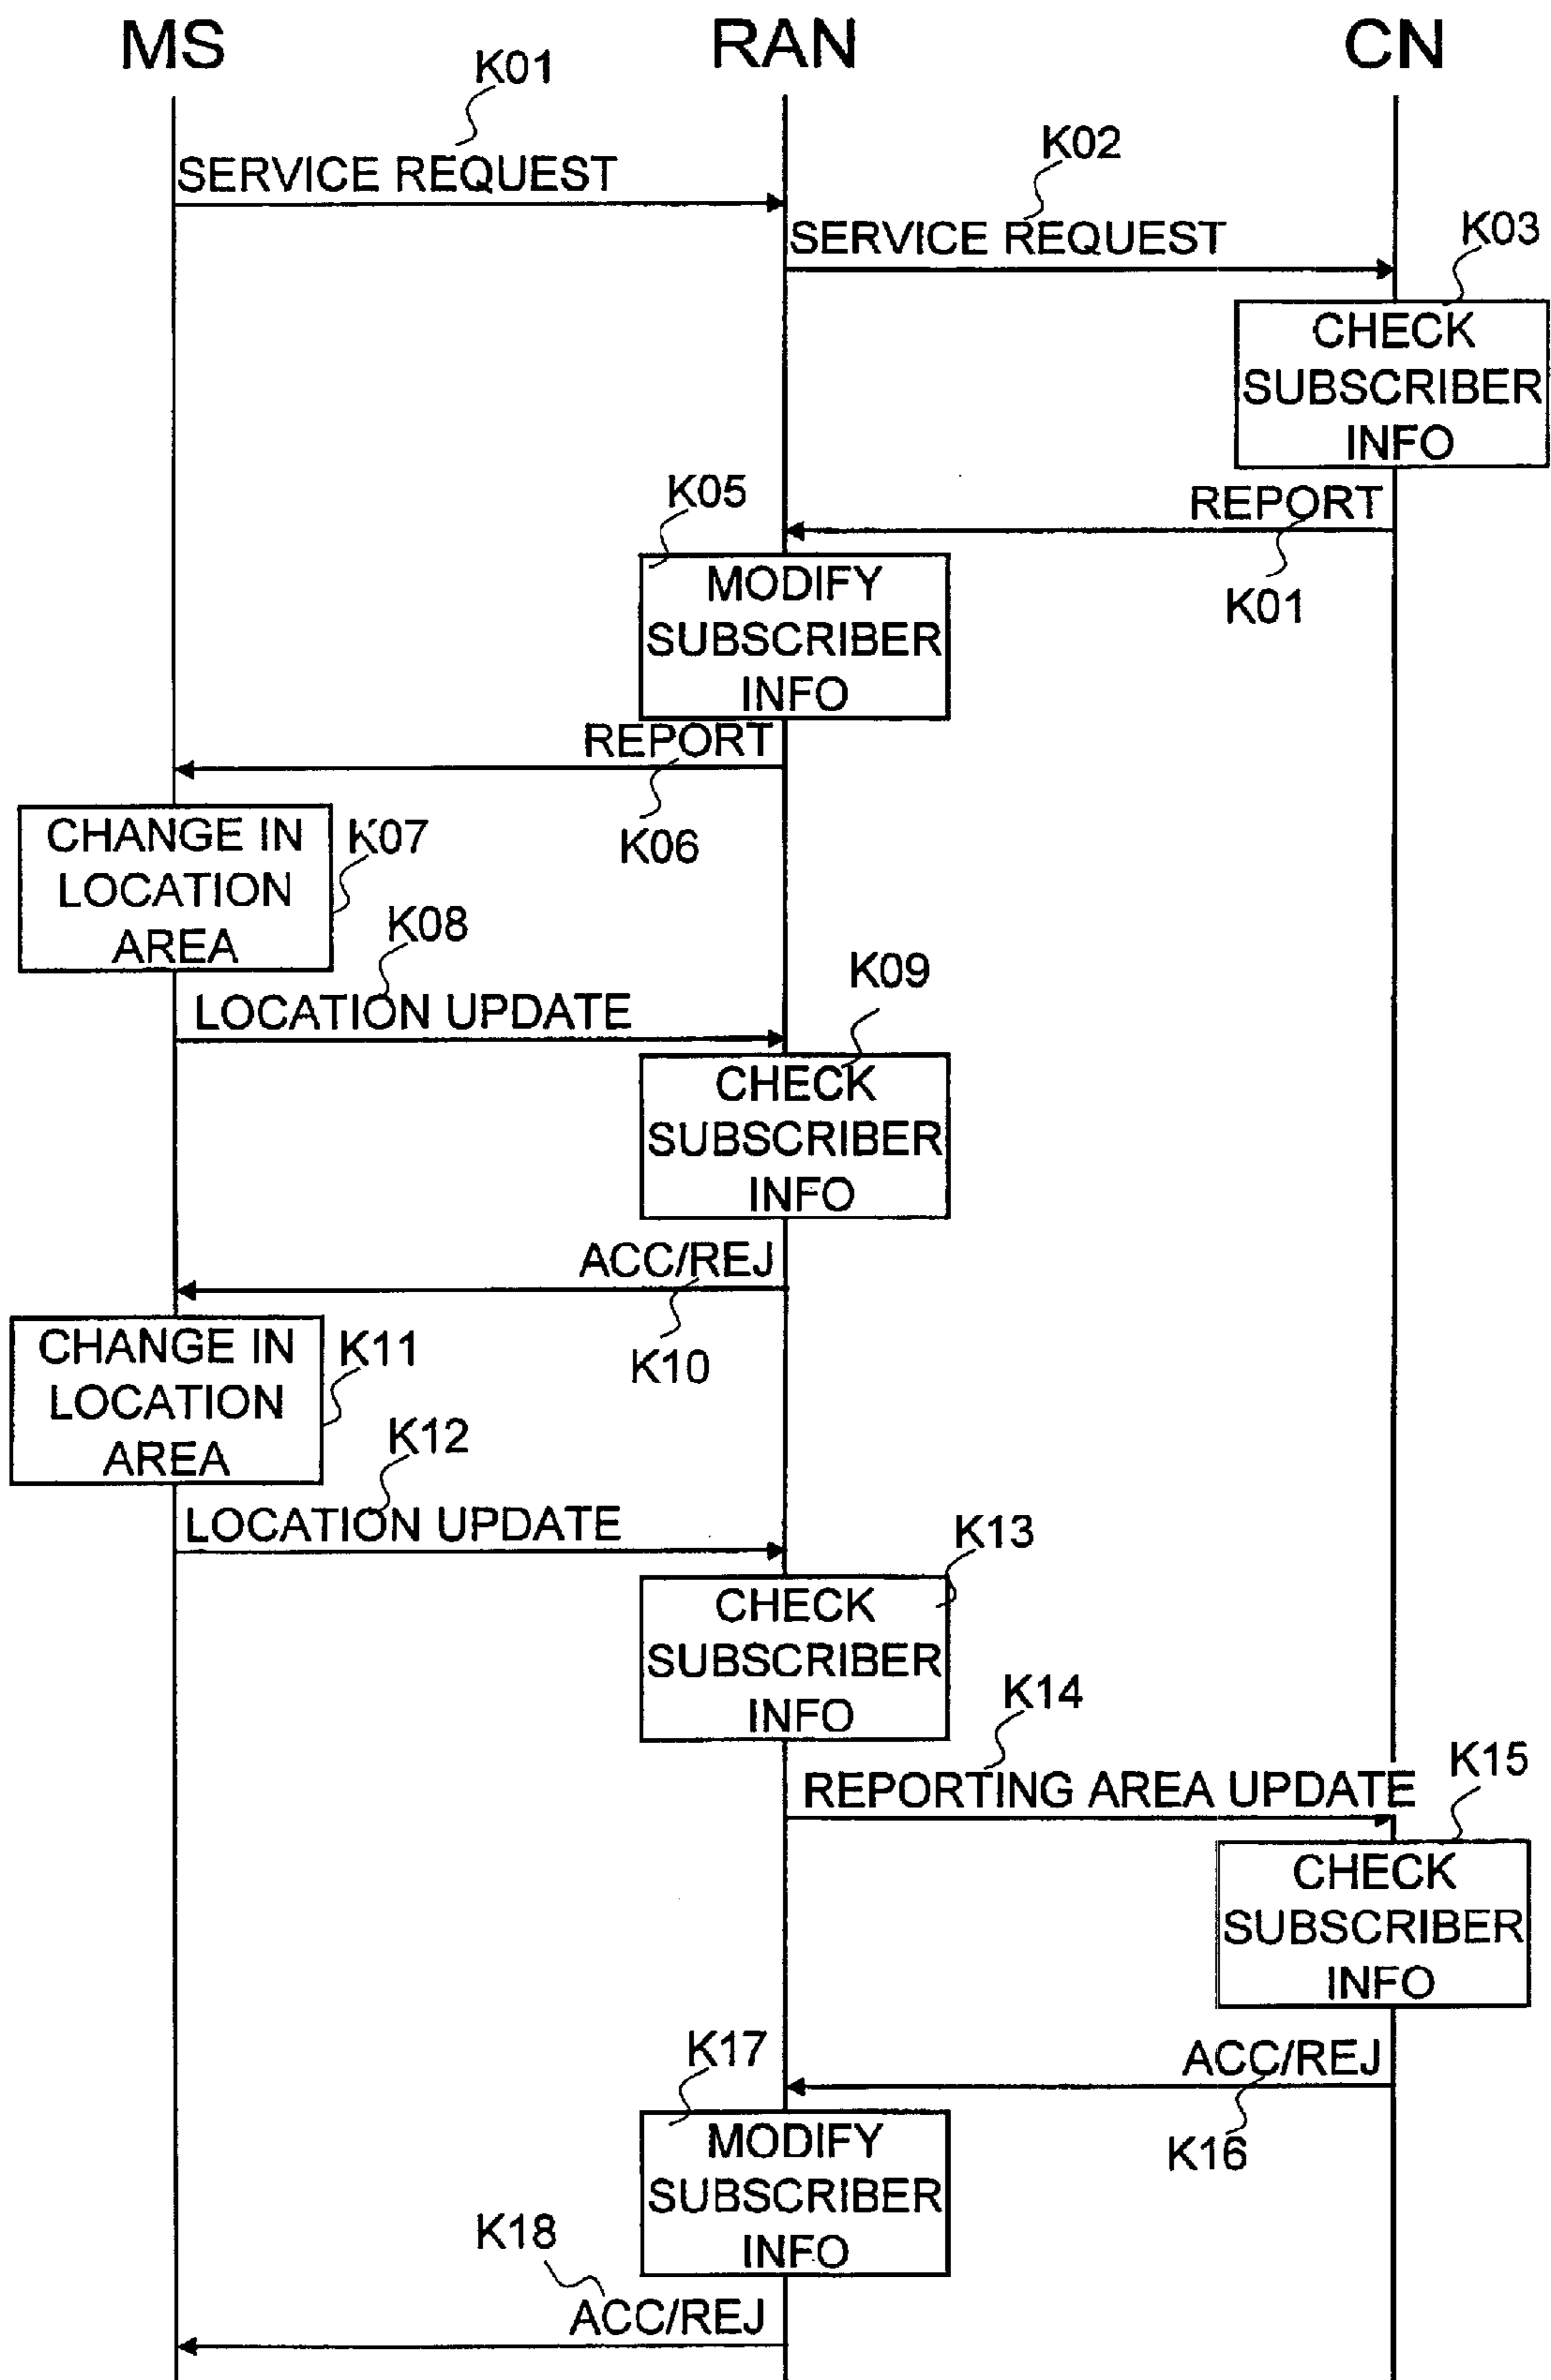 MS RAN CN
K01
SERVICE REQUEST
K02
SERVICE REQUEST
K03
CHECK
SUBSCRIBER
INFO
REPORT
K01
K05
MODIFY
SUBSCRIBER
INFO
REPORT
K06
CHANGE IN
LOCATION
AREA
K07
K08
LOCATION UPDATE
K09
CHECK
SUBSCRIBER
INFO
ACC/REJ
K10
CHANGE IN
LOCATION
AREA
K11
K12
LOCATION UPDATE
K13
CHECK
SUBSCRIBER
INFO
K14
REPORTING AREA UPDATE
K15
CHECK
SUBSCRIBER
INFO
ACC/REJ
K16
K17
MODIFY
SUBSCRIBER
INFO
K18
ACC/REJ